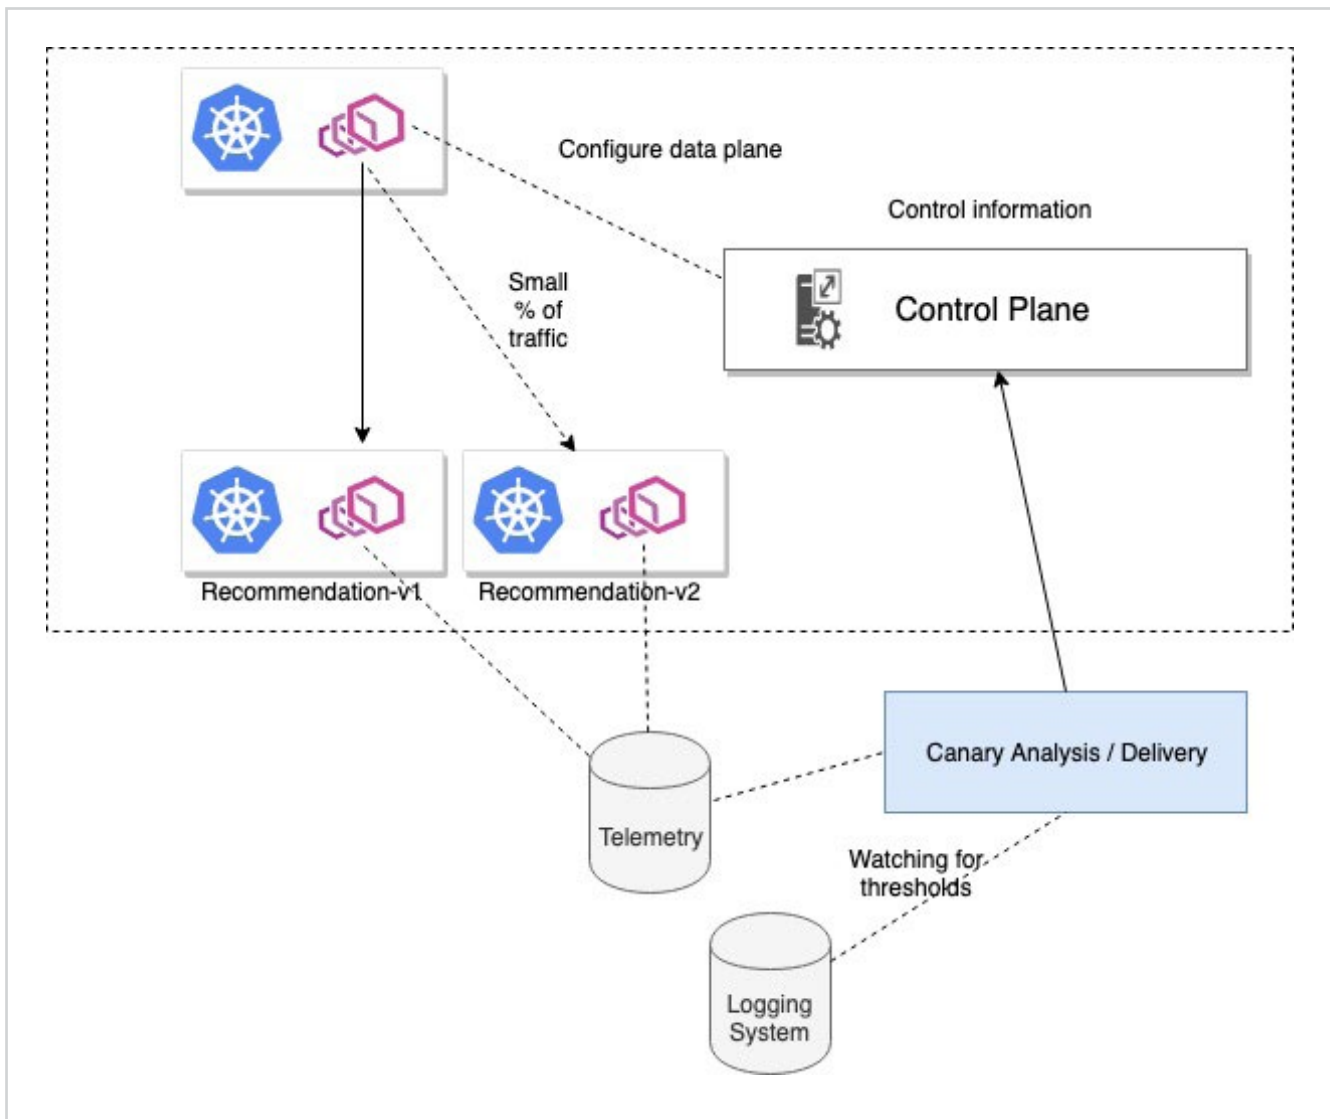 Configure data plane
Control information
Control Plane
Small
% of
traffic
Recommendation-v1
Recommendation-v2
Canary Analysis / Delivery
Telemetry
Watching for
thresholds
Logging
System